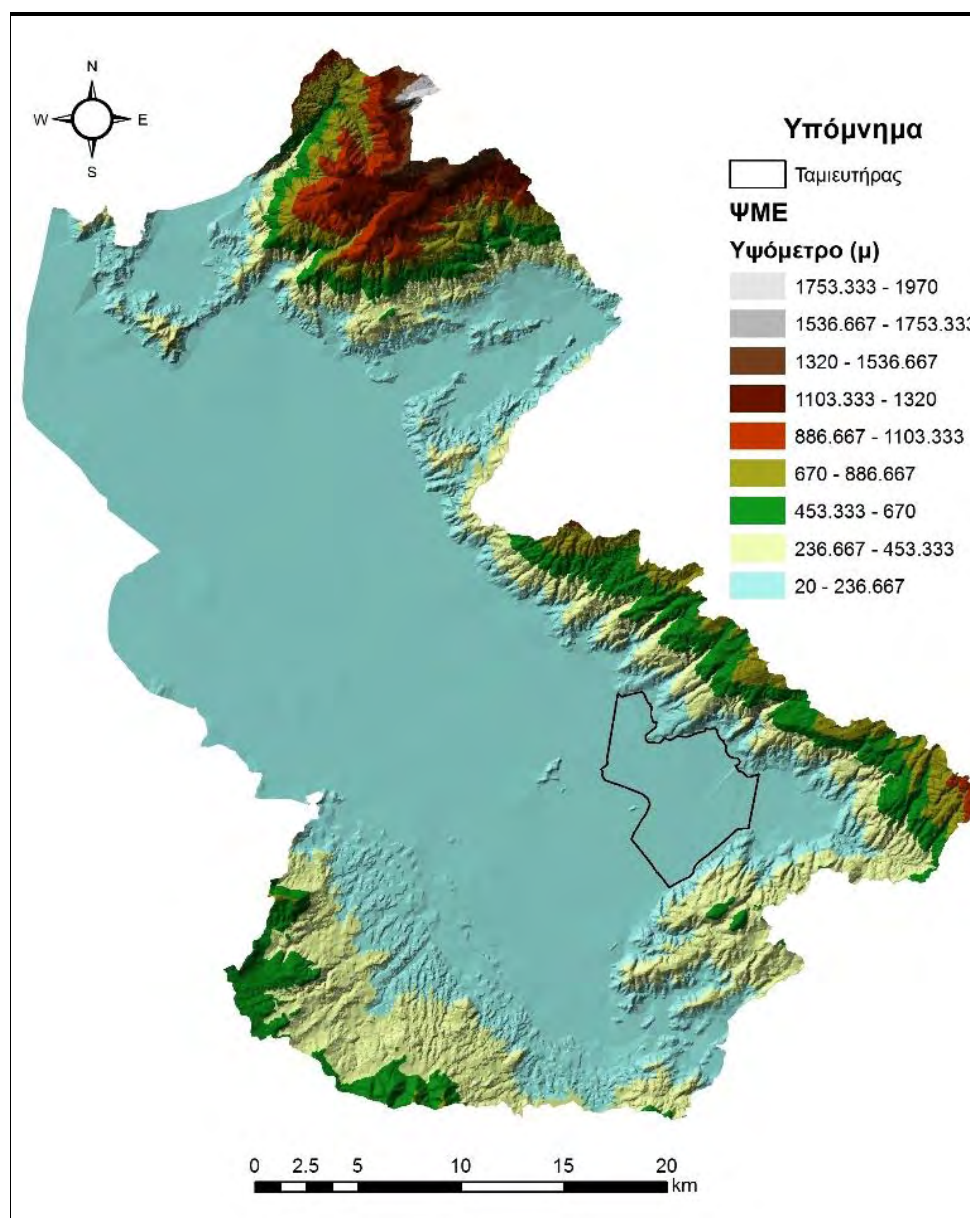 N
W E
S
Υπόμνημα
Ταμιευτήρας
ΨΜΕ
Υψόμετρο (μ)
1753.333 - 1970
1536.667 - 1753.333
1320 - 1536.667
1103.333 - 1320
886.667 - 1103.333
670 - 886.667
453.333 - 670
236.667 - 453.333
20 - 236.667
0 2.5 5 10 15 20
km